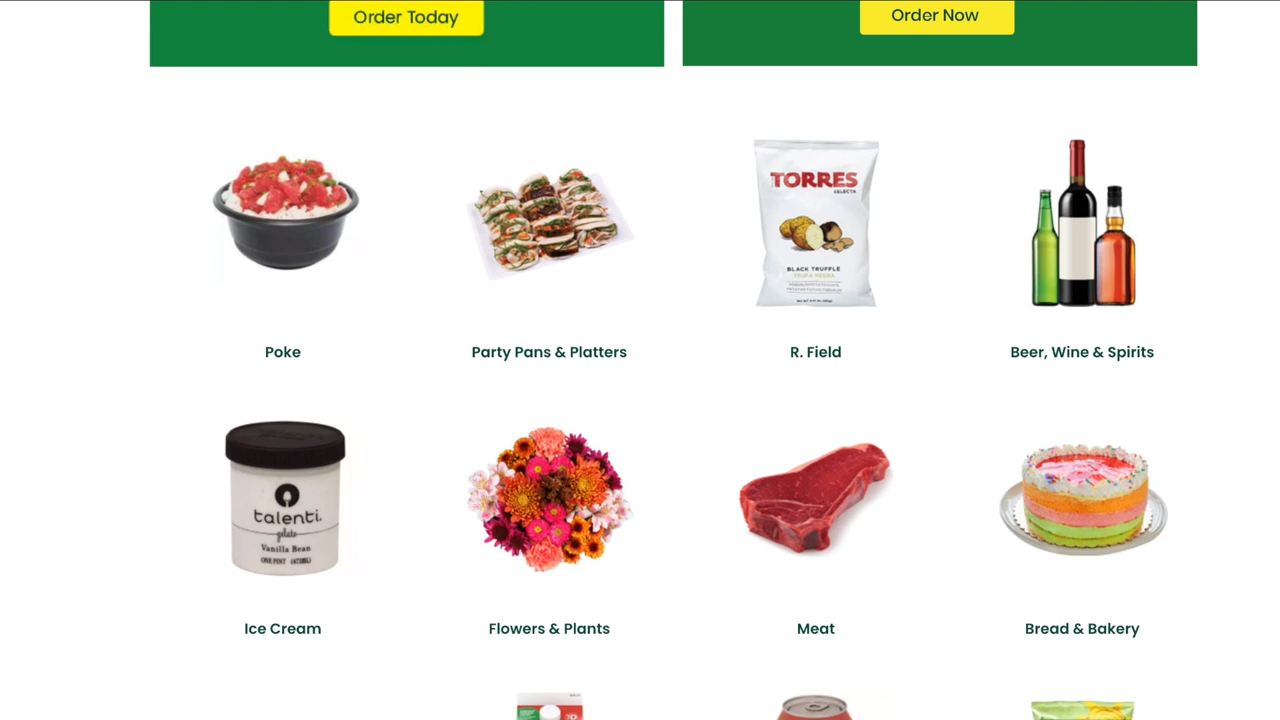 Order Today
Order Now
TORRES
SELECTA
BLACK TRUFFLE
Poke
Party Pans & Platters
R. Field
Beer, Wine & Spirits
talenti.
gelato
Vanilla Bean
ONE PINT (473ML)
Ice Cream
Flowers & Plants
Meat
Bread & Bakery